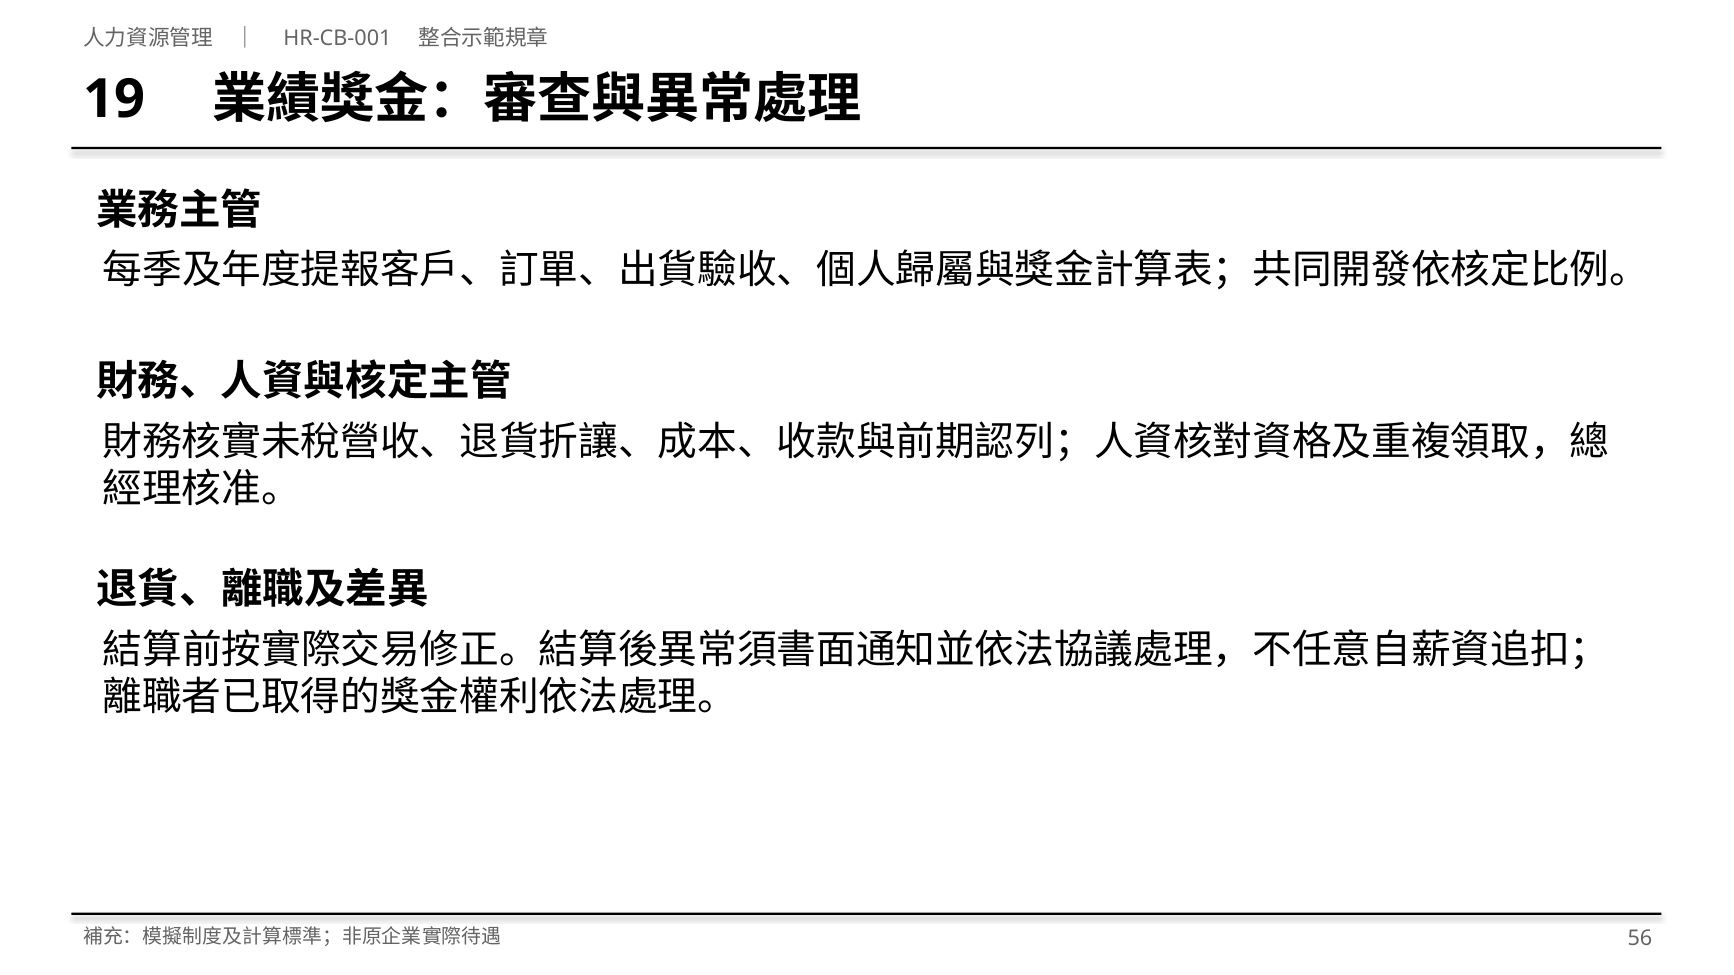 人力資源管理　｜　HR-CB-001　整合示範規章
19　業績獎金：審查與異常處理
業務主管
每季及年度提報客戶、訂單、出貨驗收、個人歸屬與獎金計算表；共同開發依核定比例。
財務、人資與核定主管
財務核實未稅營收、退貨折讓、成本、收款與前期認列；人資核對資格及重複領取，總
經理核准。
退貨、離職及差異
結算前按實際交易修正。結算後異常須書面通知並依法協議處理，不任意自薪資追扣；
離職者已取得的獎金權利依法處理。
補充：模擬制度及計算標準；非原企業實際待遇
56